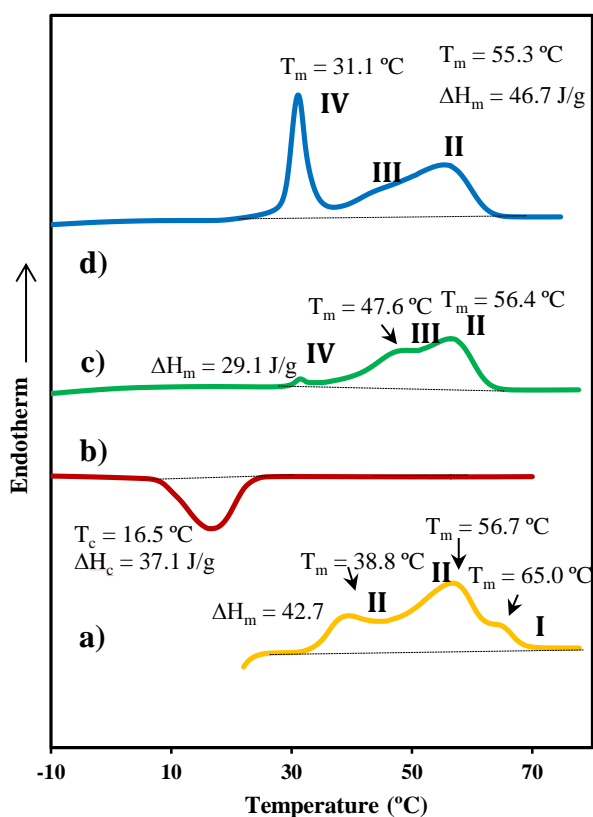 Tm = 31.1 ºC
Tm = 55.3 ºC
ΔHm = 46.7 J/g
IV
III
II
d)
Tm = 47.6 ºC
Tm = 56.4 ºC
ΔHm = 29.1 J/g
IV
III
II
c)
b)
Tc = 16.5 ºC
ΔHc = 37.1 J/g
Tm = 56.7 ºC
Tm = 38.8 ºC
Tm = 65.0 ºC
ΔHm = 42.7
II
II
I
a)
Endotherm
-10 10 30 50 70
Temperature (ºC)